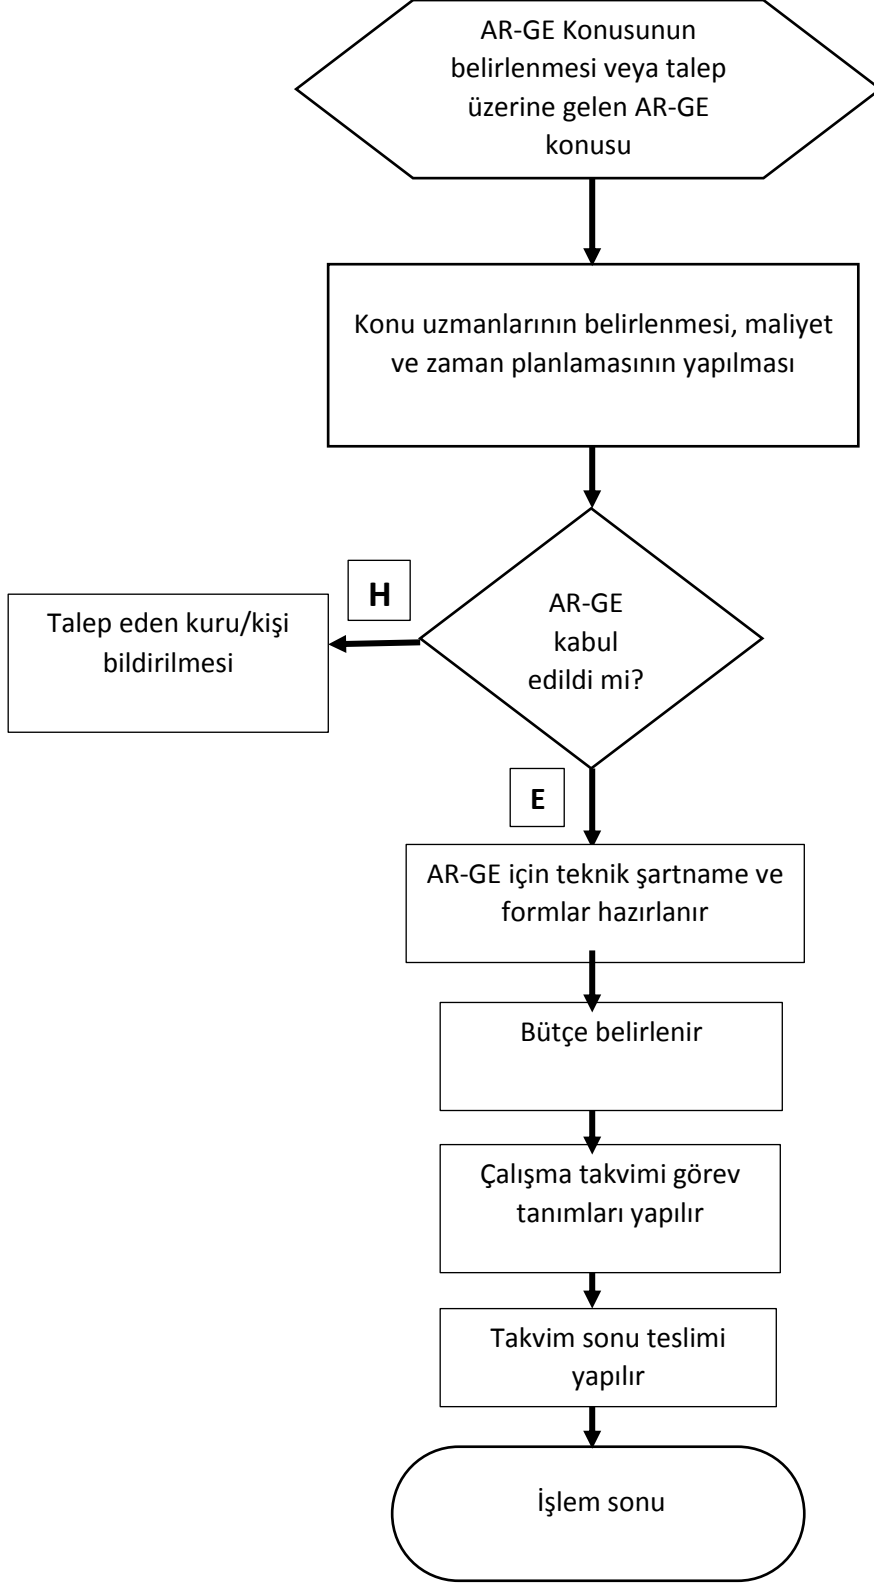 AR-GE Konusunun
belirlenmesi veya talep
üzerine gelen AR-GE
konusu
Konu uzmanlarının belirlenmesi, maliyet
ve zaman planlamasının yapılması
AR-GE
kabul
edildi mi?
H
Talep eden kuru/kişi
bildirilmesi
E
AR-GE için teknik şartname ve
formlar hazırlanır
Bütçe belirlenir
Çalışma takvimi görev
tanımları yapılır
Takvim sonu teslimi
yapılır
İşlem sonu